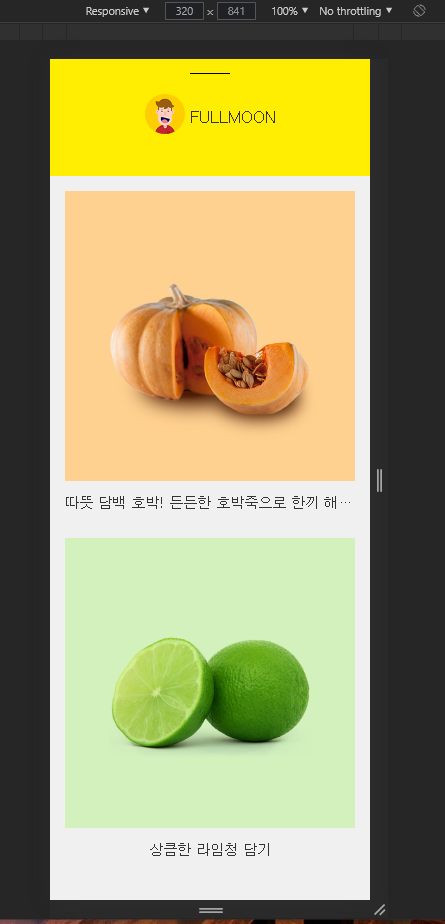 Responsive ▼ 320 x 841 100% ▼ No throttling ▼
FULLMOON
따뜻 담백 호박! 든든한 호박죽으로 한끼 해…
상큼한 라임청 담기